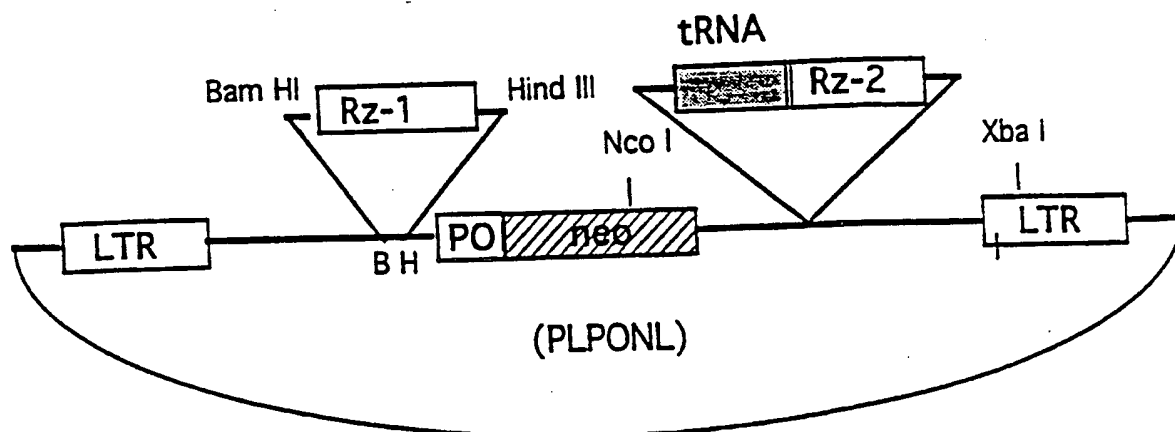 tRNA
Bam HI
Rz-1
Hind III
Rz-2
Nco I
Xba I
LTR
B H
PO
neo
LTR
(PLPONL)